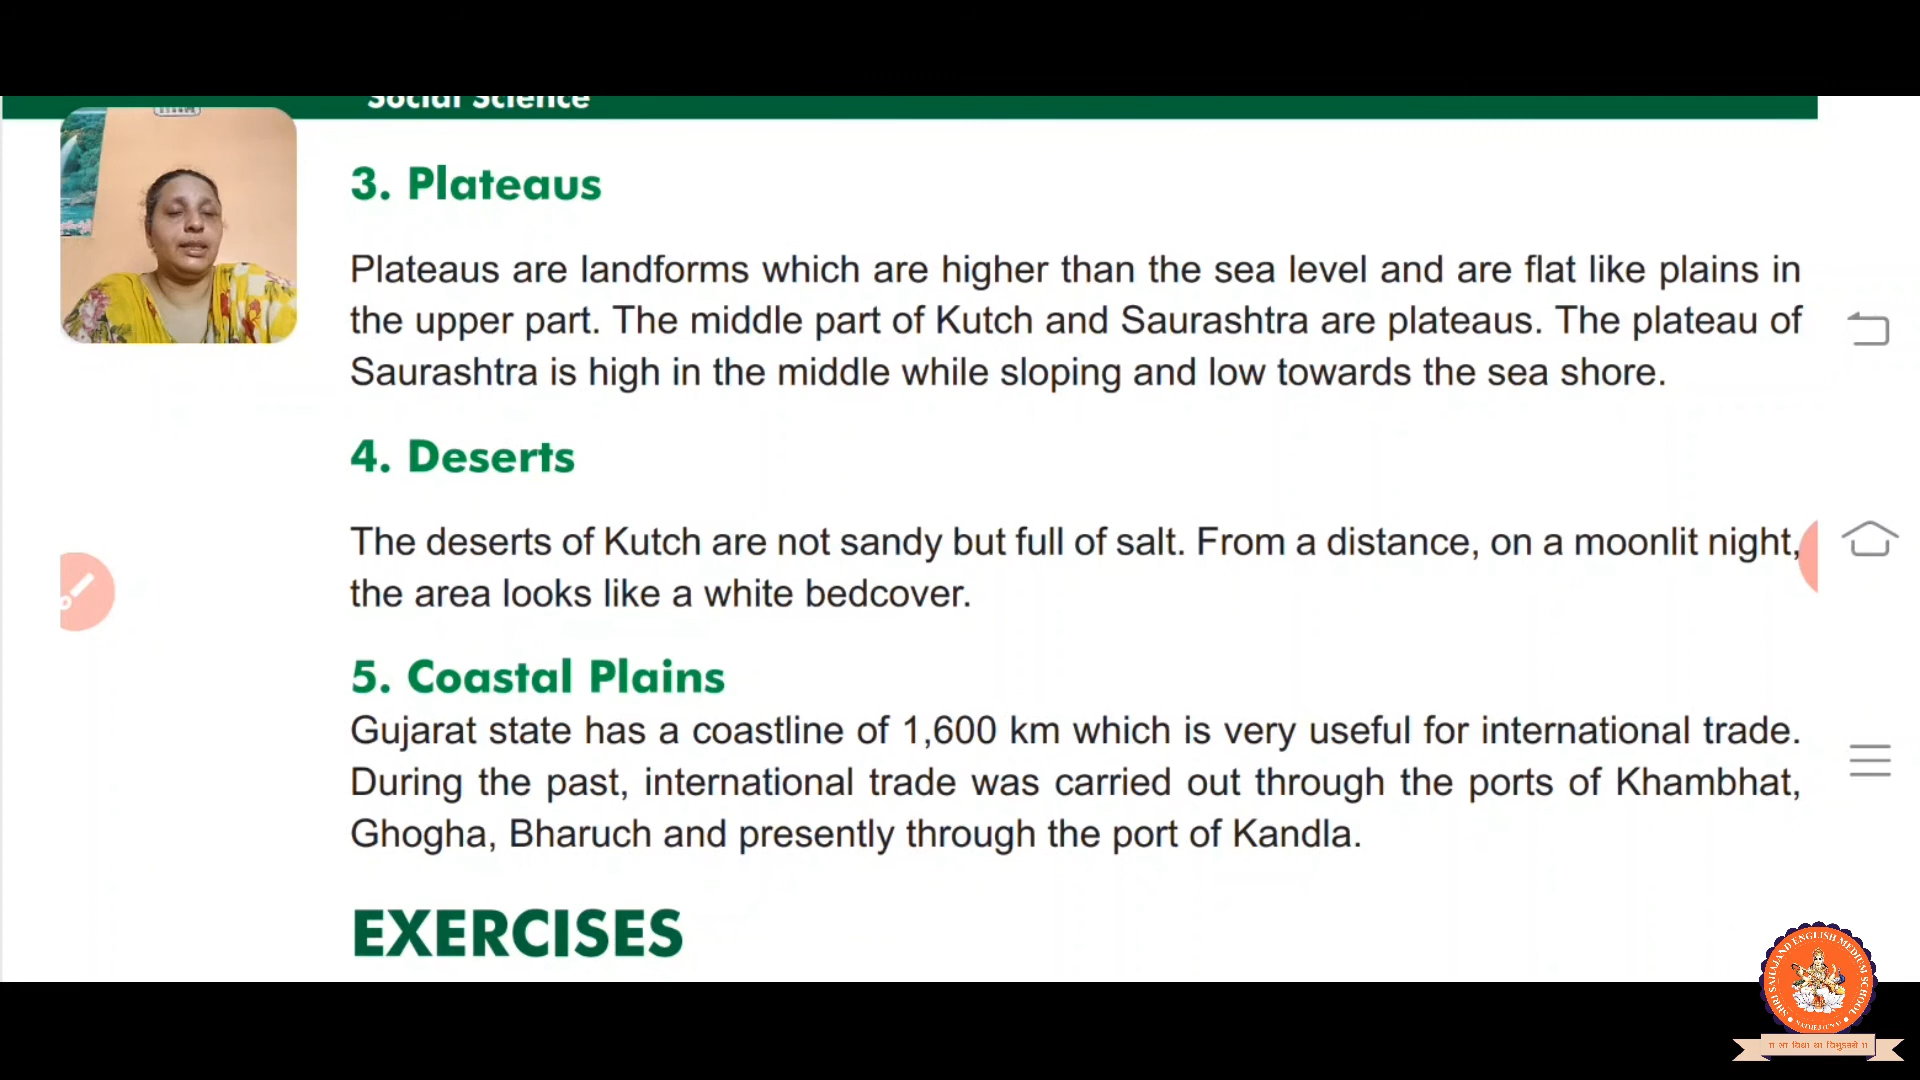 Social Science
3. Plateaus
Plateaus are landforms which are higher than the sea level and are flat like plains in
the upper part. The middle part of Kutch and Saurashtra are plateaus. The plateau of
Saurashtra is high in the middle while sloping and low towards the sea shore.
4. Deserts
The deserts of Kutch are not sandy but full of salt. From a distance, on a moonlit night,
the area looks like a white bedcover.
5. Coastal Plains
Gujarat state has a coastline of 1,600 km which is very useful for international trade.
During the past, international trade was carried out through the ports of Khambhat,
Ghogha, Bharuch and presently through the port of Kandla.
EXERCISES
SHRI SAHAJANAND ENGLISH MEDIUM SCHOOL